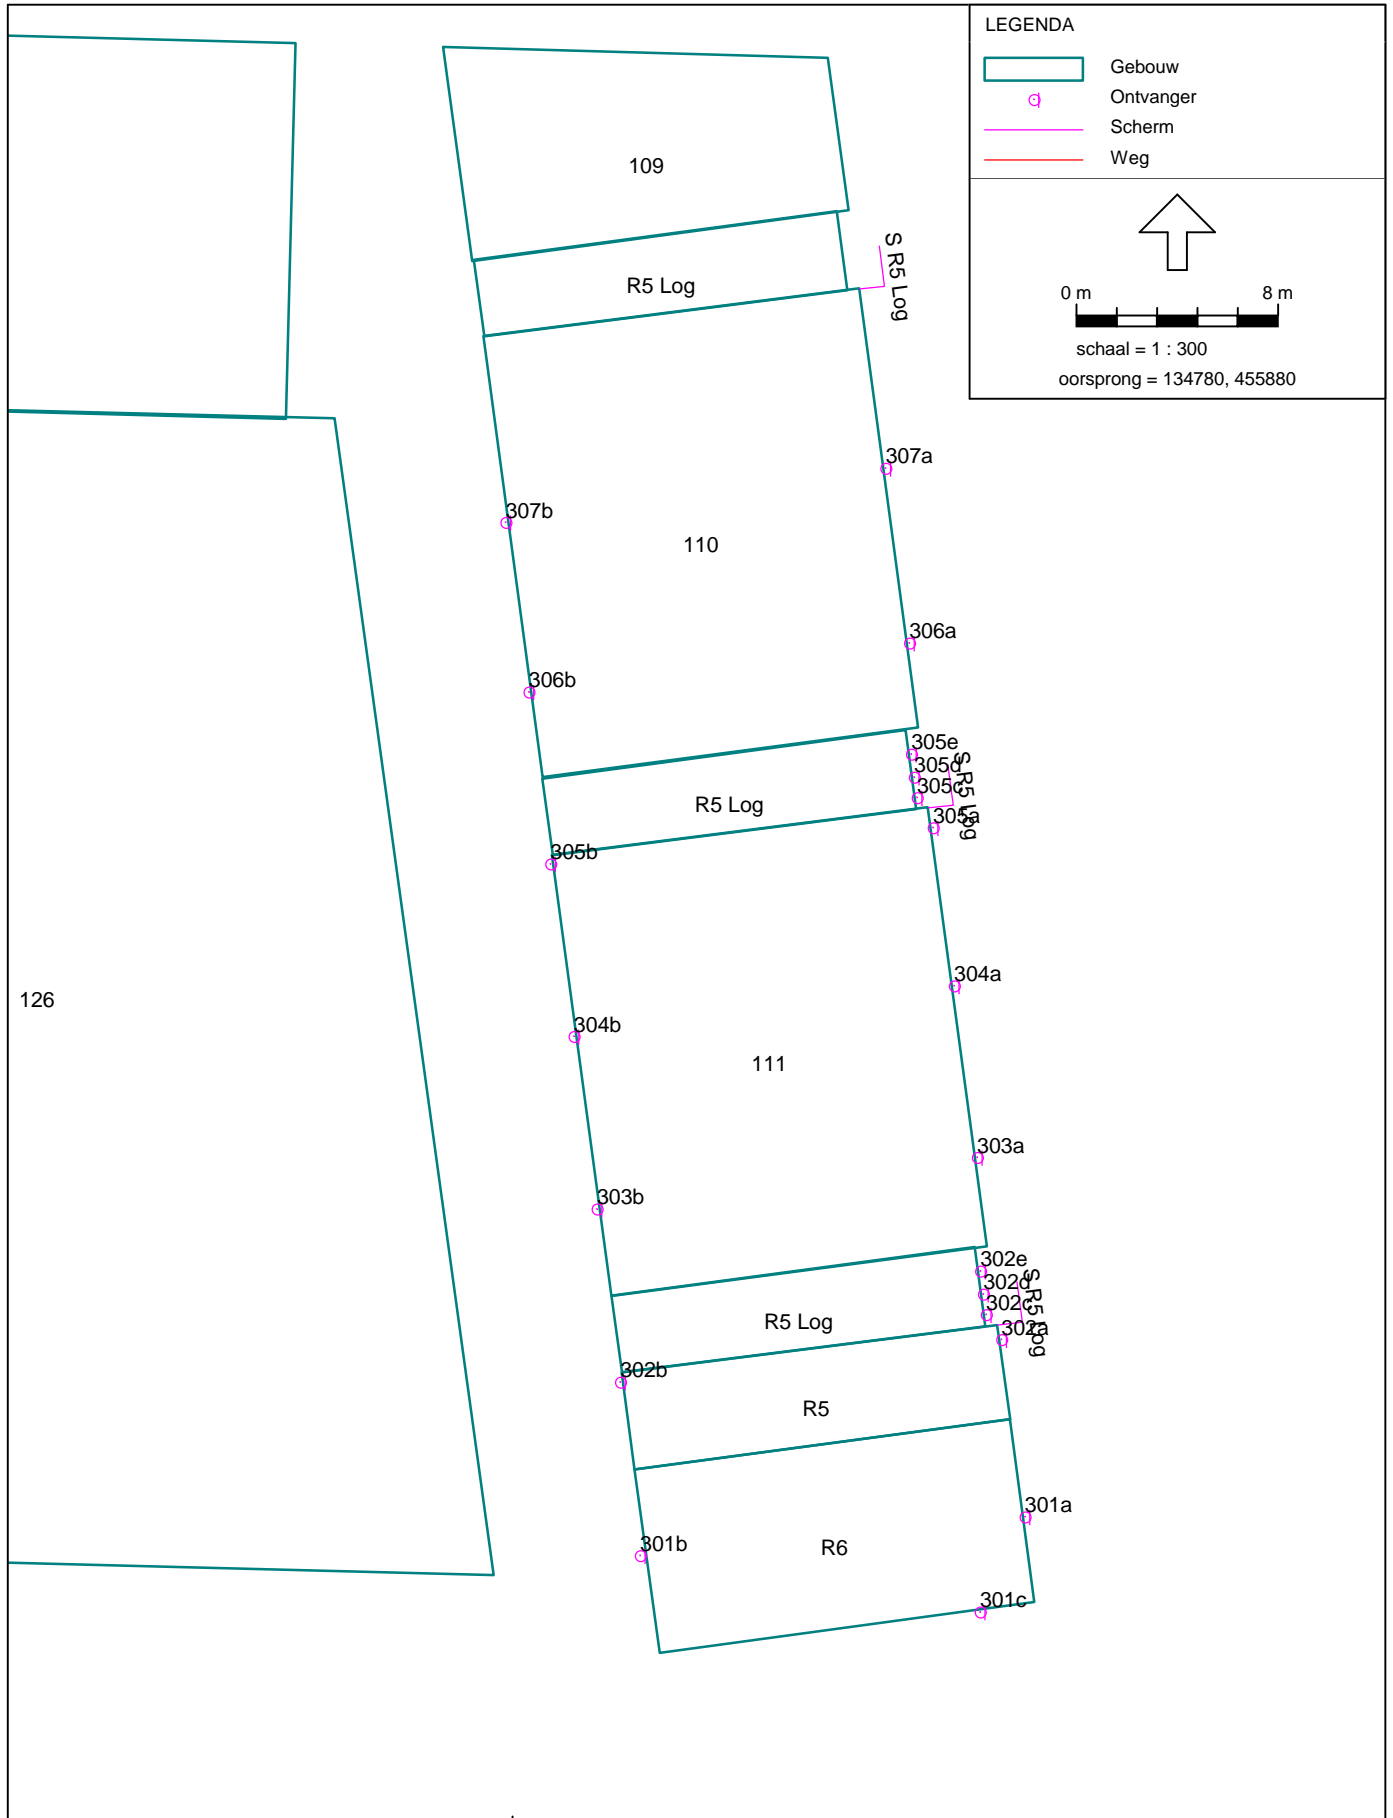 LEGENDA
Gebouw
Ontvanger
Scherm
Weg
0 m 8 m
schaal = 1 : 300
oorsprong = 134780, 455880
109
S R5 Log
R5 Log
307a
307b
110
306a
306b
305e
305d
S R5 Log
305c
R5 Log
305a
305b
304a
126
304b
111
303a
303b
302e
302d
S R5 Log
302c
R5 Log
302a
302b
R5
301a
301b
R6
301c